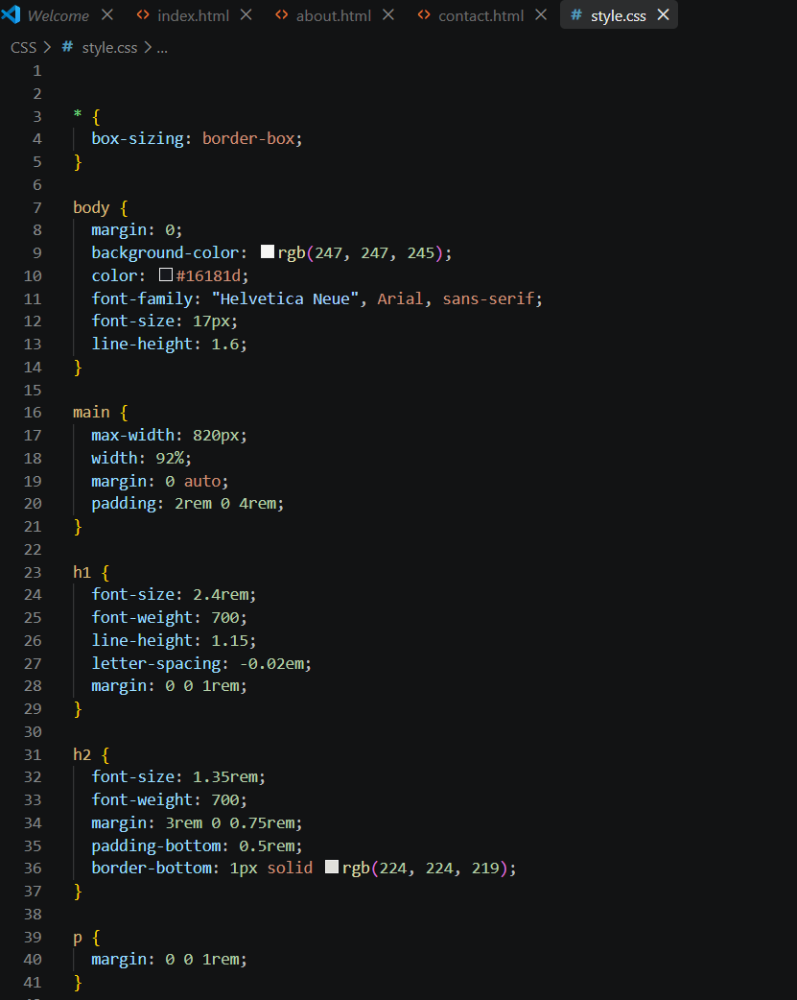 Welcome index.html about.html contact.html # style.css
CSS > # style.css > ...
1
2
3 * {
4 box-sizing: border-box;
5 }
6
7 body {
8 margin: 0;
9 background-color: rgb(247, 247, 245);
10 color: #16181d;
11 font-family: "Helvetica Neue", Arial, sans-serif;
12 font-size: 17px;
13 line-height: 1.6;
14 }
15
16 main {
17 max-width: 820px;
18 width: 92%;
19 margin: 0 auto;
20 padding: 2rem 0 4rem;
21 }
22
23 h1 {
24 font-size: 2.4rem;
25 font-weight: 700;
26 line-height: 1.15;
27 letter-spacing: -0.02em;
28 margin: 0 0 1rem;
29 }
30
31 h2 {
32 font-size: 1.35rem;
33 font-weight: 700;
34 margin: 3rem 0 0.75rem;
35 padding-bottom: 0.5rem;
36 border-bottom: 1px solid rgb(224, 224, 219);
37 }
38
39 p {
40 margin: 0 0 1rem;
41 }